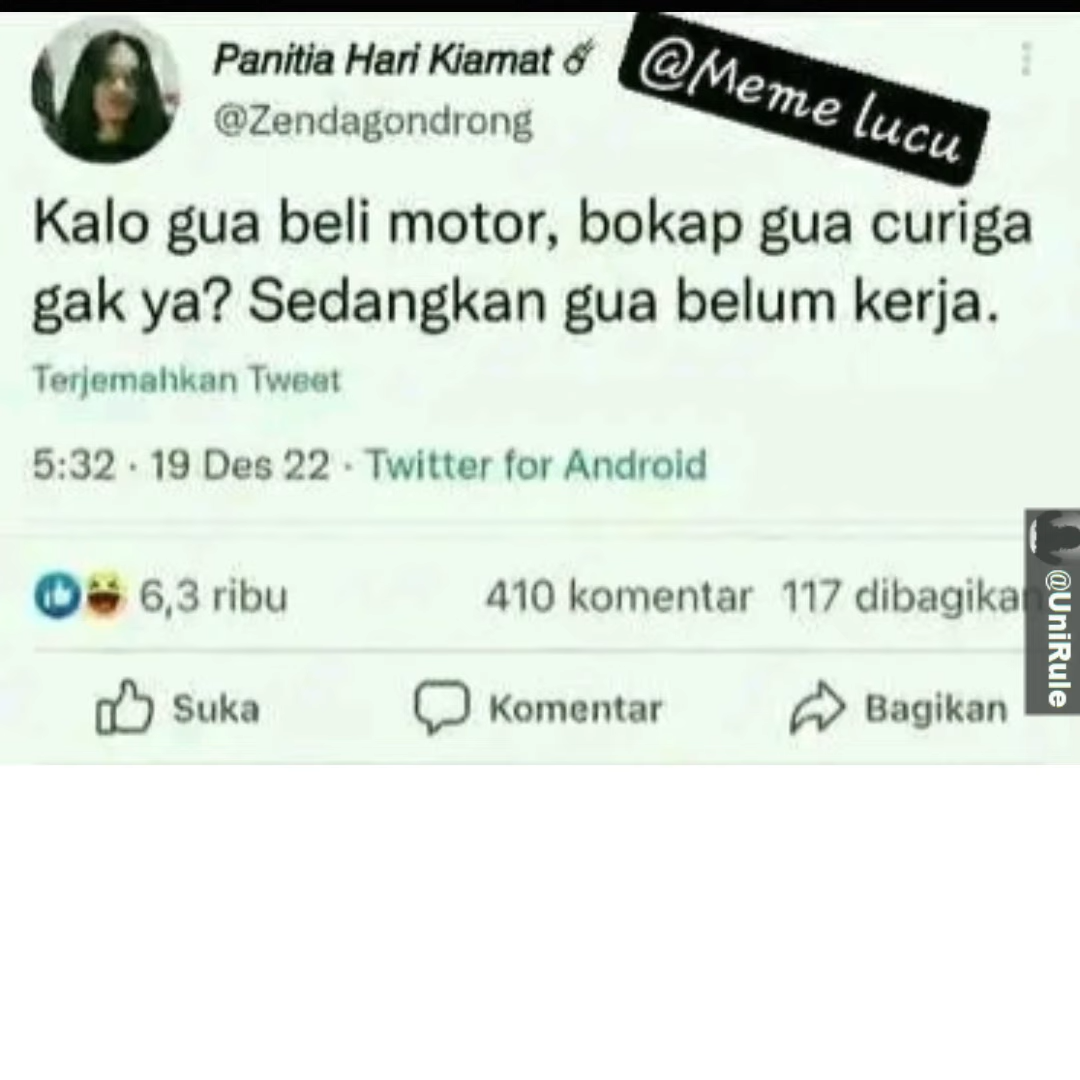 Panitia Hari Kiamat
@Meme lucu
@Zendagondrong
Kalo gua beli motor, bokap gua curiga
gak ya? Sedangkan gua belum kerja.
Terjemahkan Tweet
5:32 · 19 Des 22 · Twitter for Android
6,3 ribu 410 komentar 117 dibagikan
@UniRule
Suka Komentar Bagikan